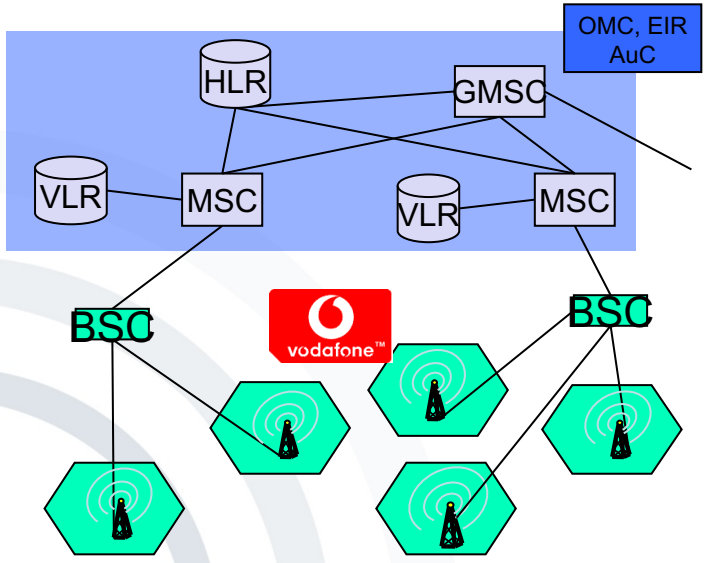 OMC, EIR
AuC
HLR
GMSC
VLR
MSC
VLR
MSC
BSC
BSC
vodafone™